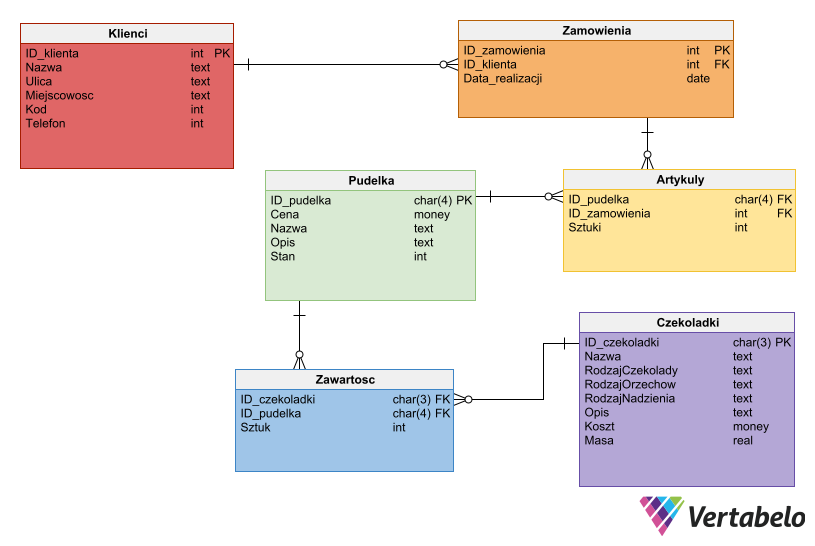 Klienci
ID_klienta int PK
Nazwa text
Ulica text
Miejscowosc text
Kod int
Telefon int
Zamowienia
ID_zamowienia int PK
ID_klienta int FK
Data_realizacji date
Pudelka
ID_pudelka char(4) PK
Cena money
Nazwa text
Opis text
Stan int
Artykuly
ID_pudelka char(4) FK
ID_zamowienia int FK
Sztuki int
Zawartosc
ID_czekoladki char(3) FK
ID_pudelka char(4) FK
Sztuk int
Czekoladki
ID_czekoladki char(3) PK
Nazwa text
RodzajCzekolady text
RodzajOrzechow text
RodzajNadzienia text
Opis text
Koszt money
Masa real
Vertabelo